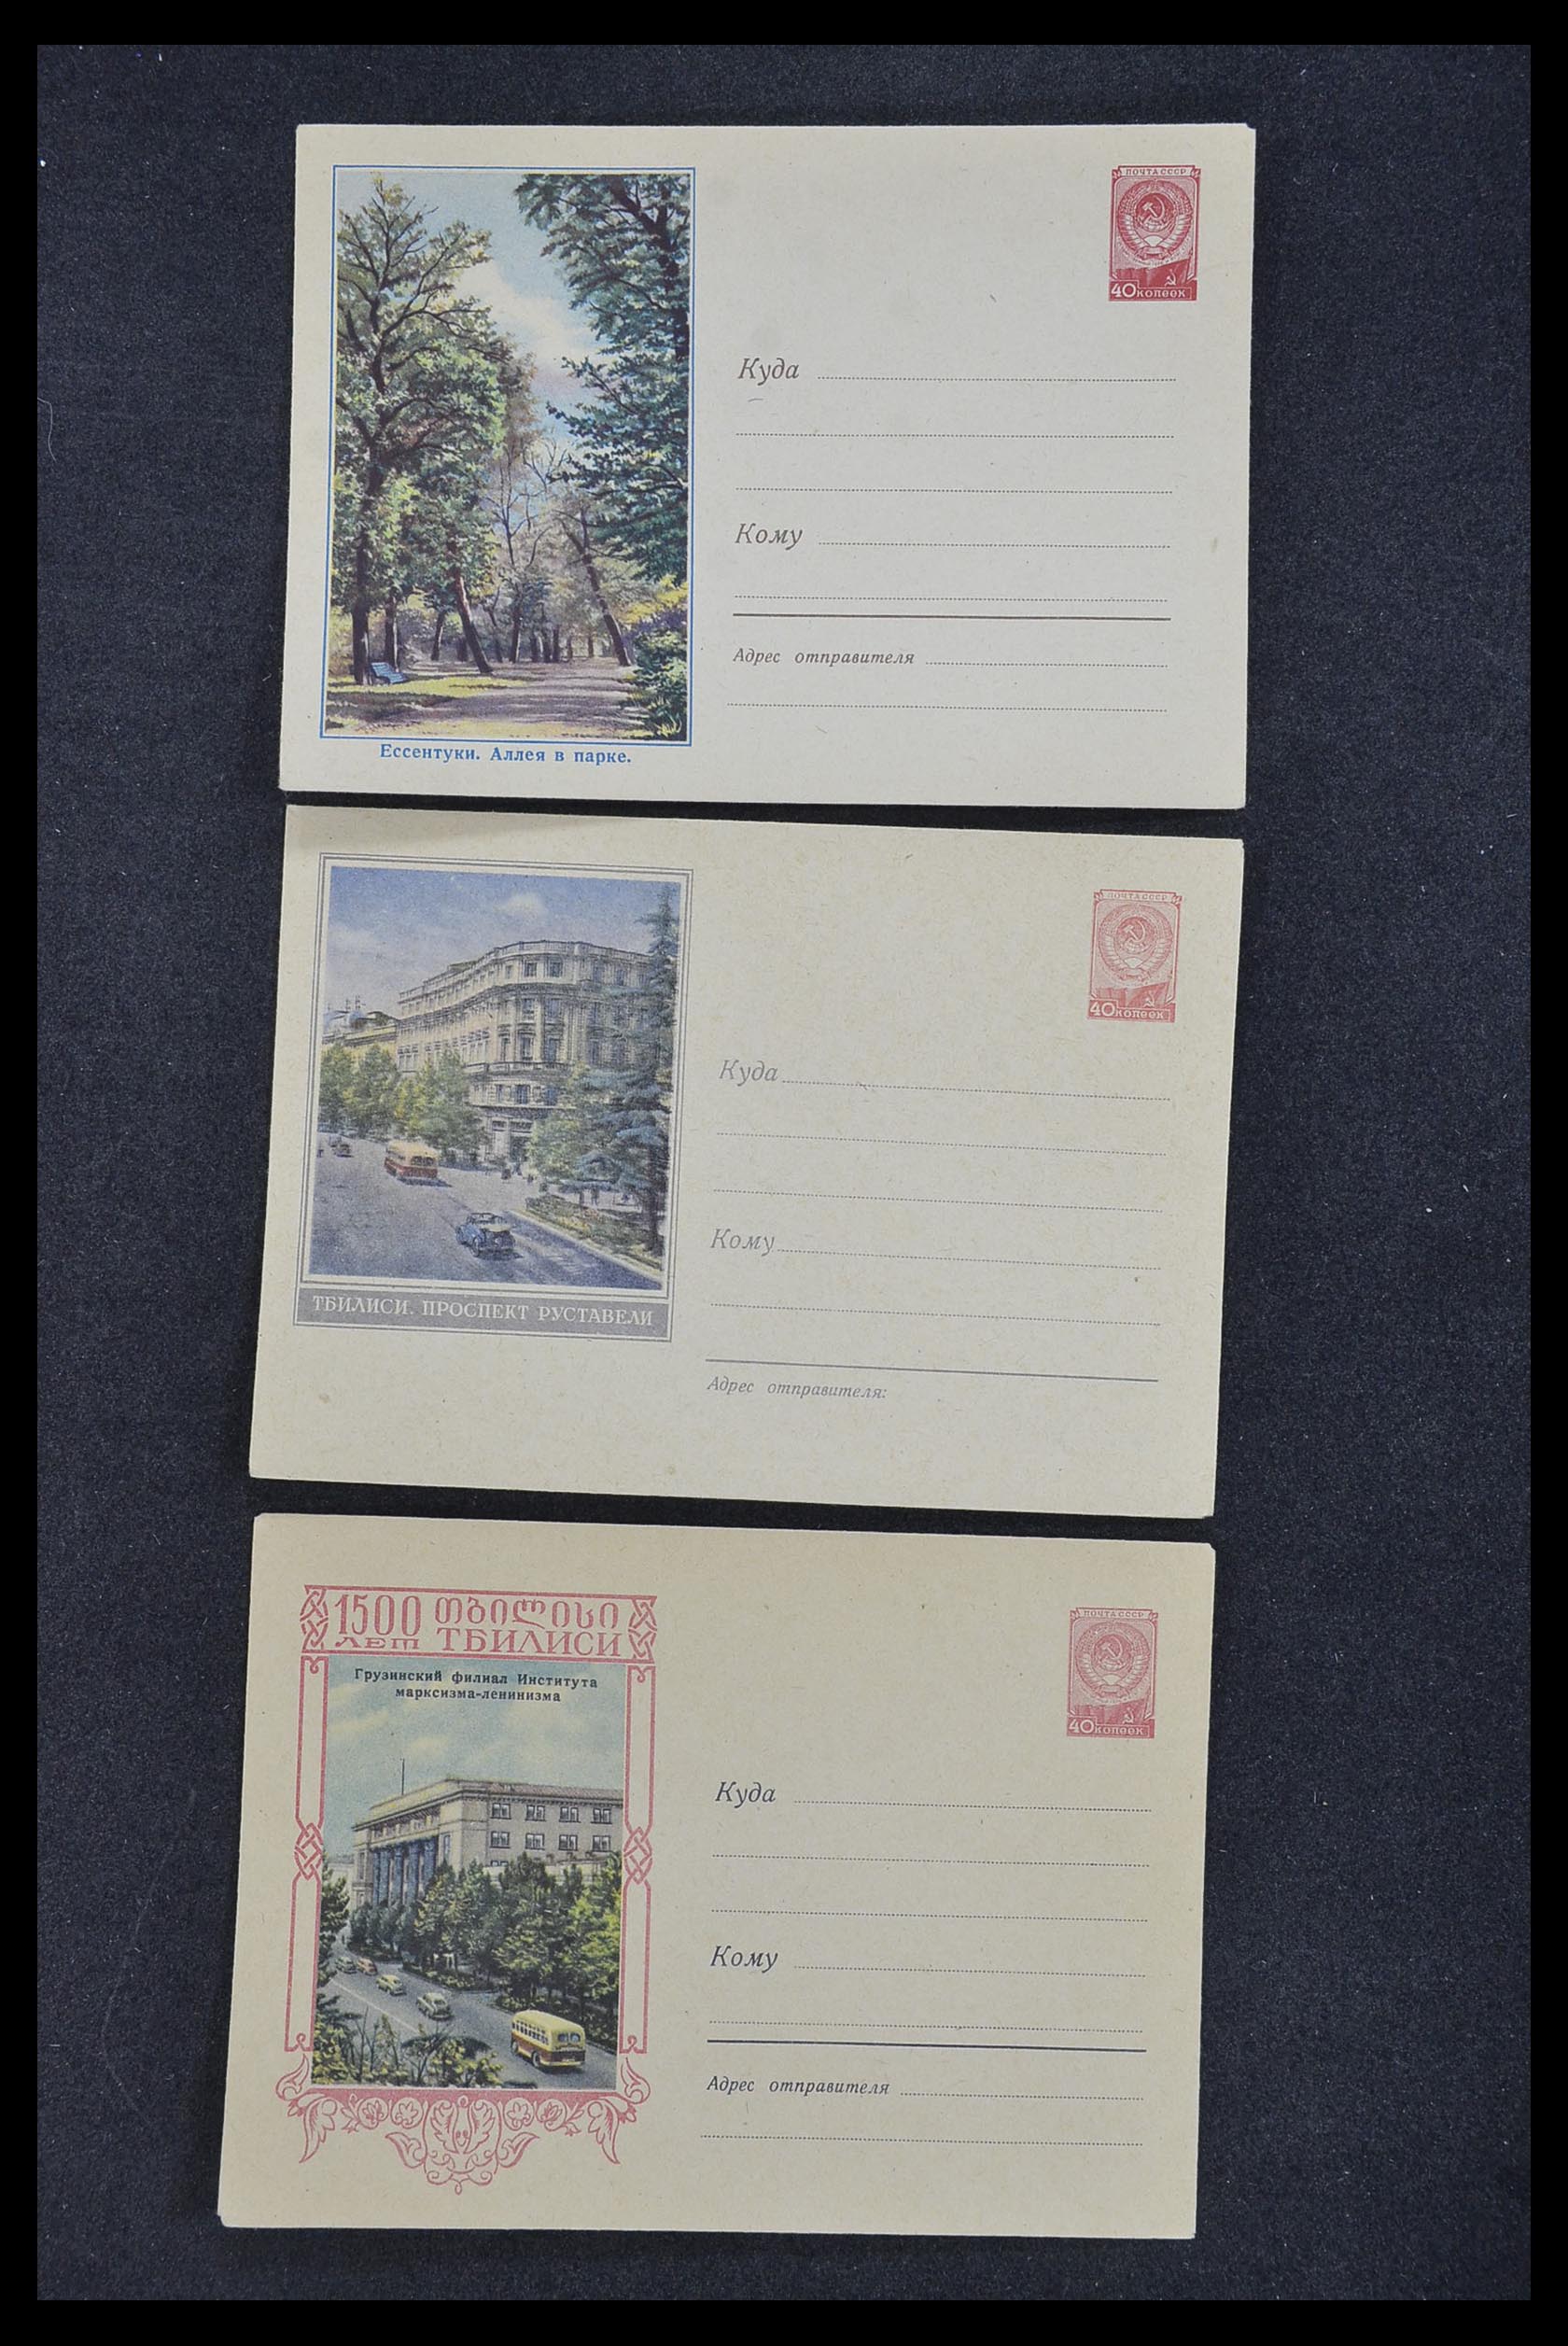 ПОЧТА СССР
40 копеек
Куда
Кому
Адрес отправителя
Ессентуки. Аллея в парке.
ПОЧТА СССР
40 копеек
Куда
Кому
ТБИЛИСИ. ПРОСПЕКТ РУСТАВЕЛИ
Адрес отправителя:
1500 თბილისი
ЛЕТ ТБИЛИСИ
Грузинский филиал Института
марксизма-ленинизма
ПОЧТА СССР
40 копеек
Куда
Кому
Адрес отправителя